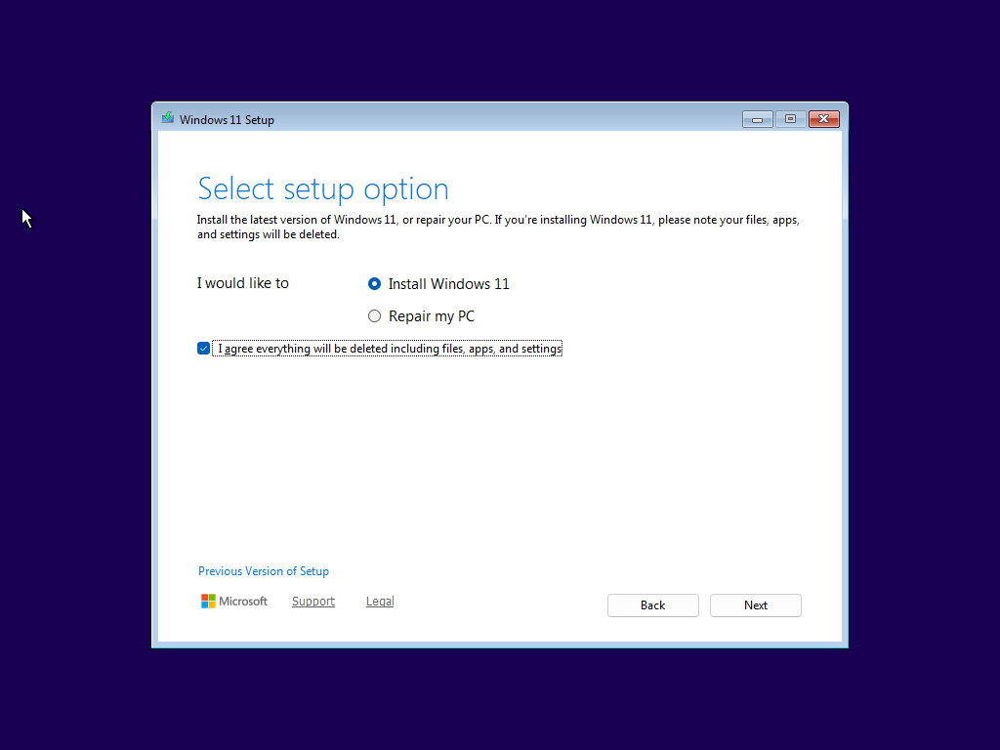 Windows 11 Setup
Select setup option
Install the latest version of Windows 11, or repair your PC. If you're installing Windows 11, please note your files, apps,
and settings will be deleted.
I would like to
Install Windows 11
Repair my PC
I agree everything will be deleted including files, apps, and settings
Previous Version of Setup
Microsoft Support Legal
Back Next